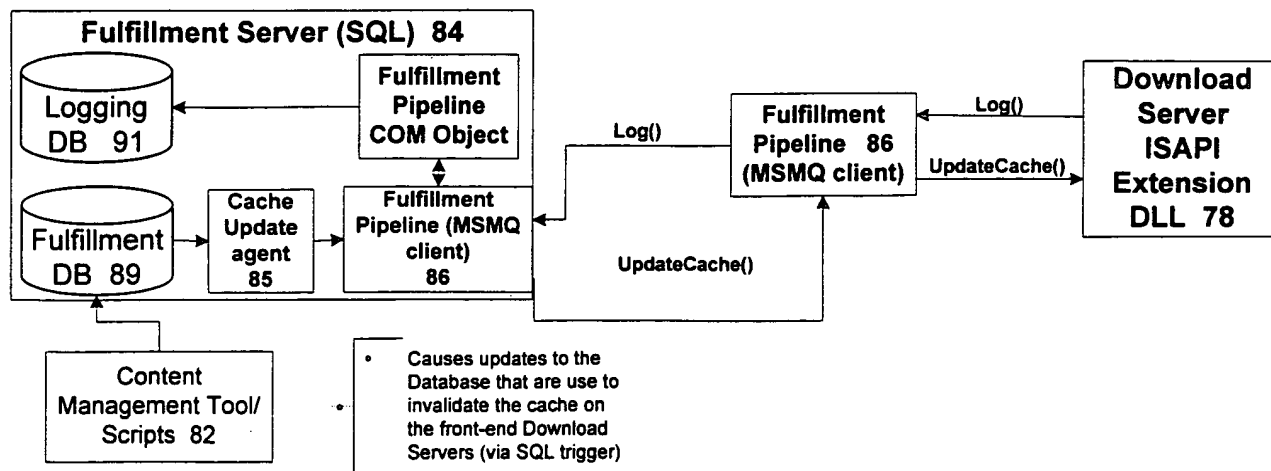 Fulfillment Server (SQL) 84
Logging
DB 91
Fulfillment
Pipeline
COM Object
Fulfillment
DB 89
Cache
Update
agent
85
Fulfillment
Pipeline (MSMQ
client)
86
Log()
UpdateCache()
Fulfillment
Pipeline 86
(MSMQ client)
Log()
UpdateCache()
Download
Server
ISAPI
Extension
DLL 78
Content
Management Tool/
Scripts 82
• Causes updates to the
Database that are use to
invalidate the cache on
the front-end Download
Servers (via SQL trigger)